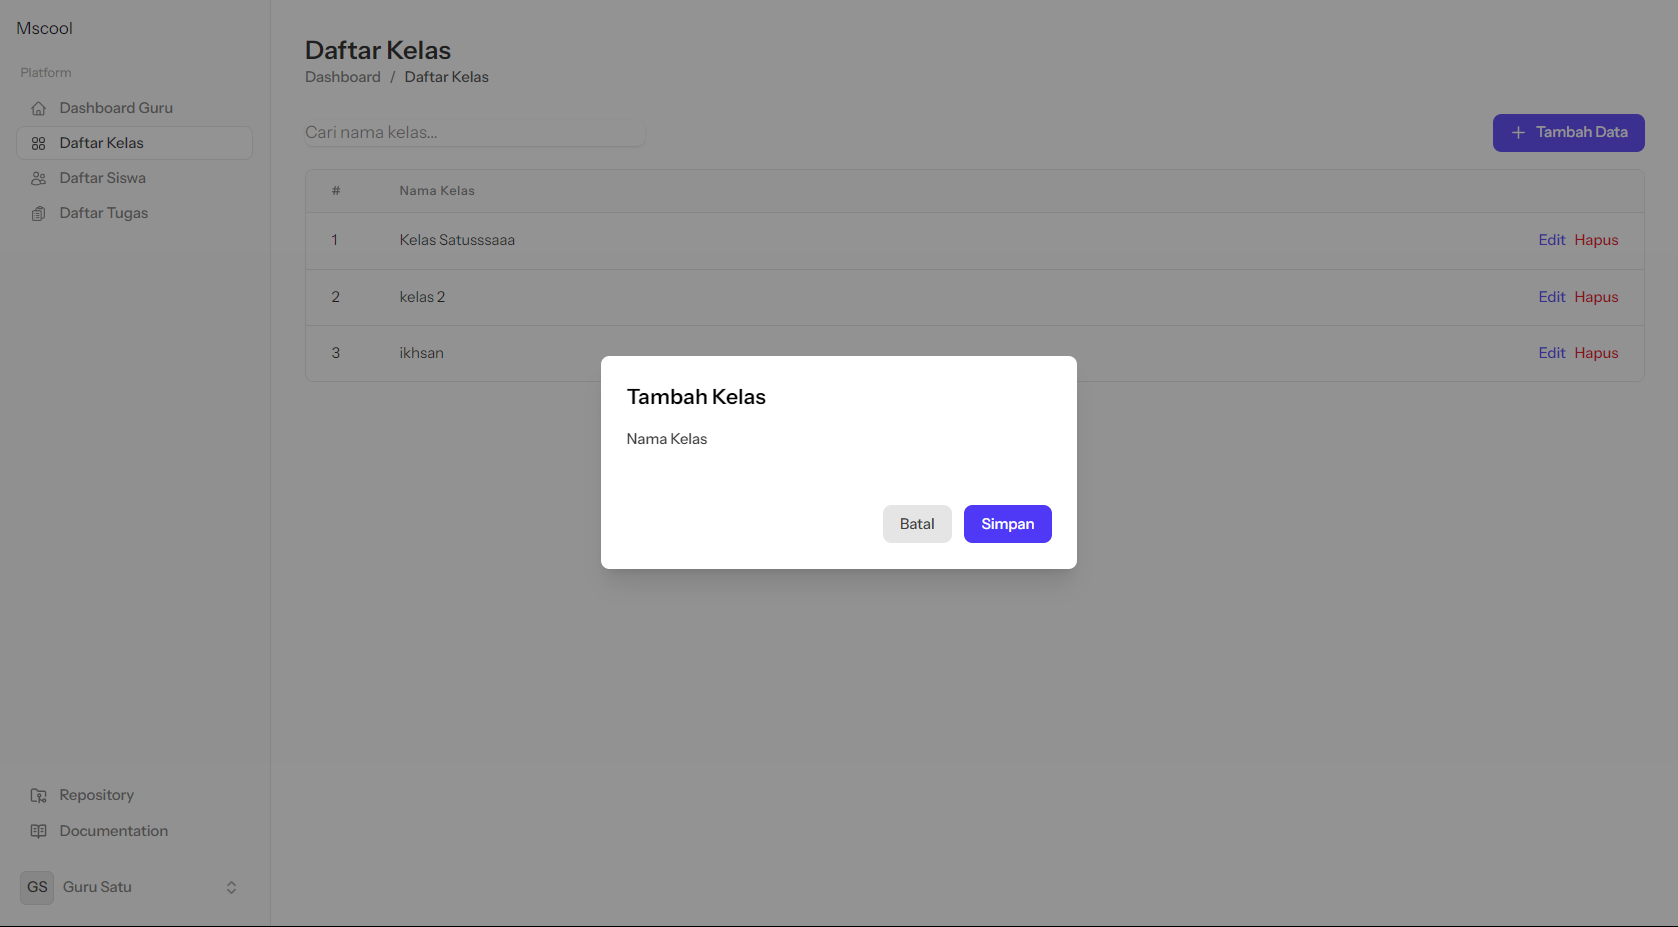 Mscool
Platform
Dashboard Guru
Daftar Kelas
Daftar Siswa
Daftar Tugas
Repository
Documentation
GS Guru Satu
Daftar Kelas
Dashboard / Daftar Kelas
Cari nama kelas...
+ Tambah Data
# Nama Kelas
1 Kelas Satusssaaa Edit Hapus
2 kelas 2 Edit Hapus
3 ikhsan Edit Hapus
Tambah Kelas
Nama Kelas
Batal Simpan